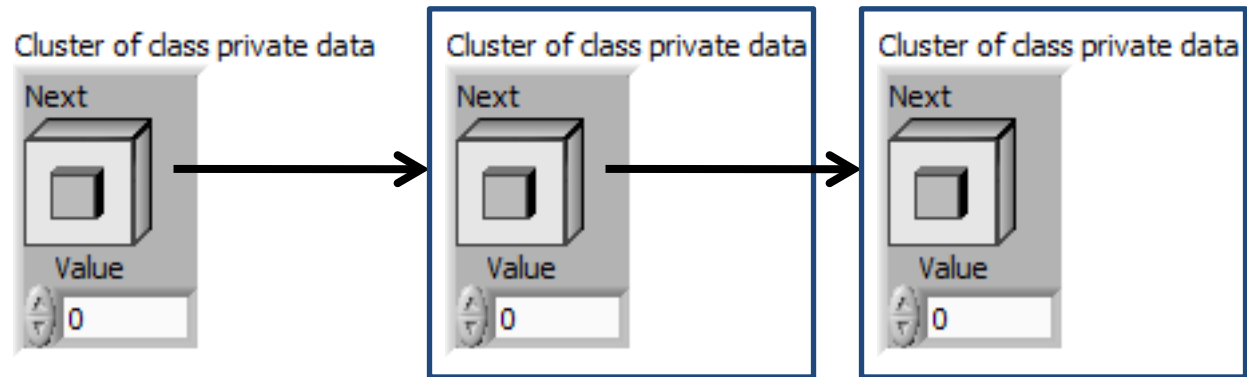 Cluster of class private data
Next
Value
0
Cluster of class private data
Next
Value
0
Cluster of class private data
Next
Value
0